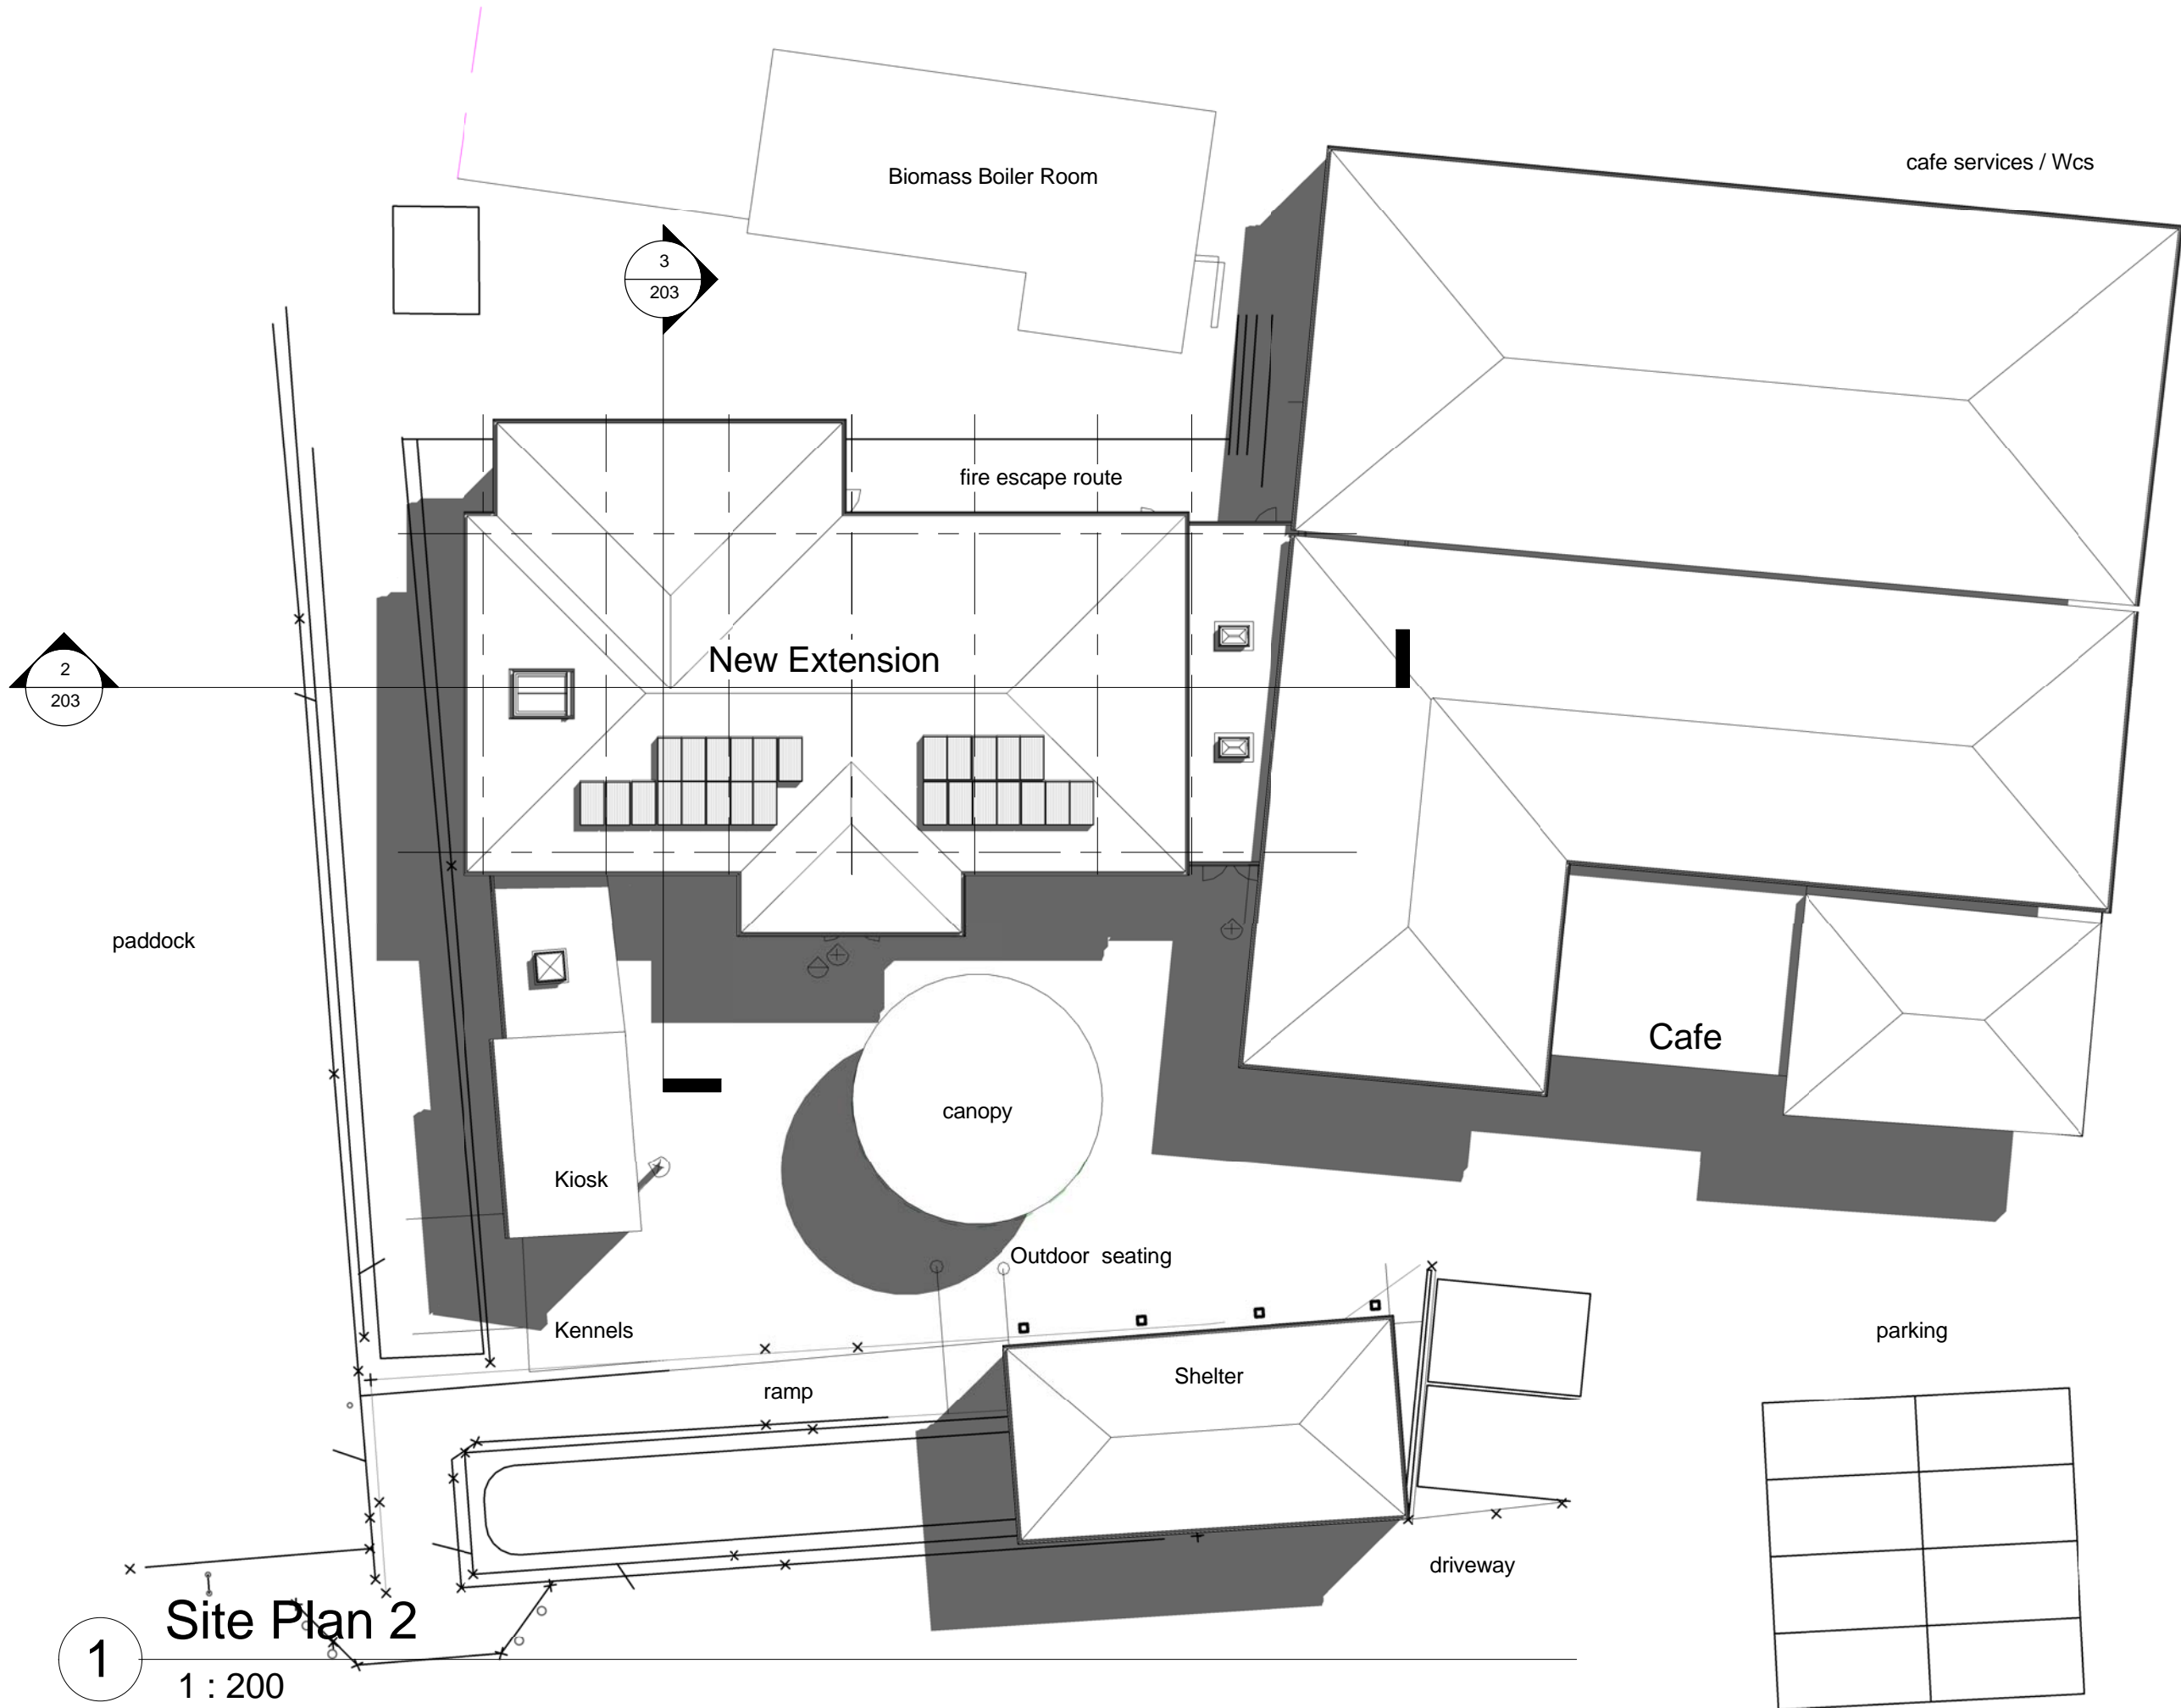 Biomass Boiler Room
cafe services / Wcs
3
203
fire escape route
New Extension
2
203
paddock
Cafe
canopy
Kiosk
Outdoor seating
Kennels
parking
Shelter
ramp
driveway
1
Site Plan 2
1 : 200